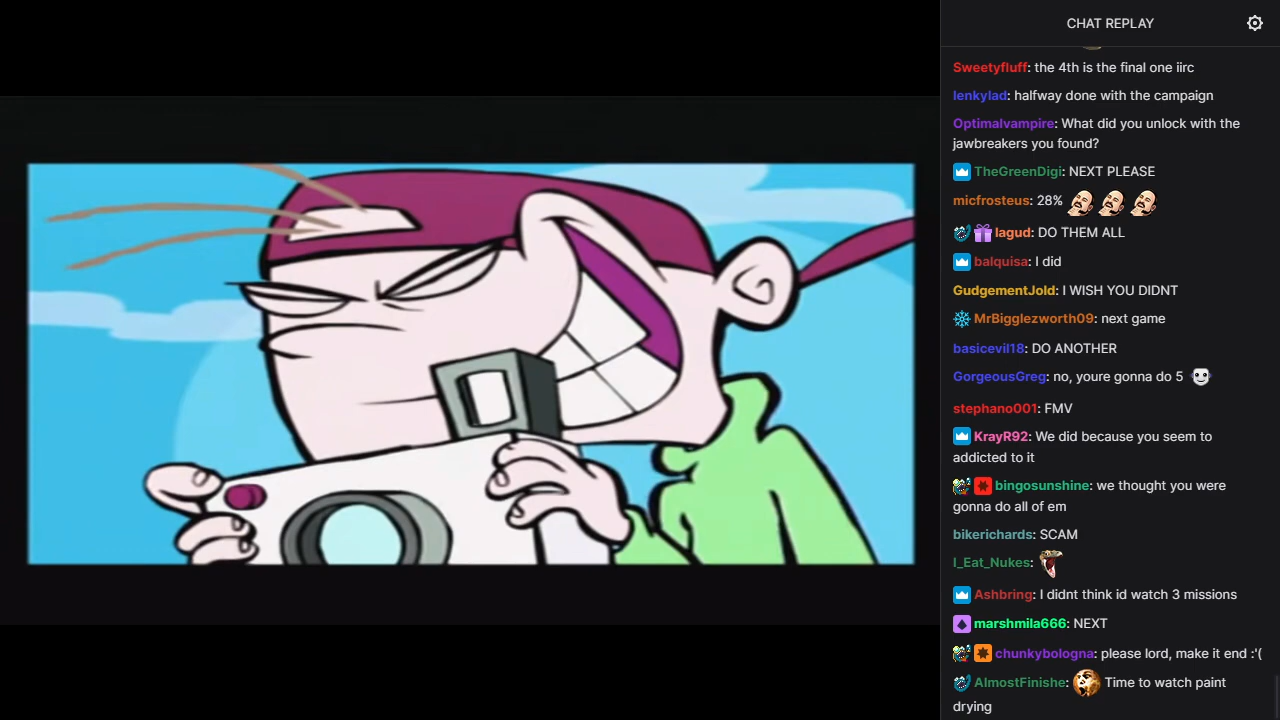 CHAT REPLAY
Sweetyfluff: the 4th is the final one iirc
lenkylad: halfway done with the campaign
Optimalvampire: What did you unlock with the
jawbreakers you found?
TheGreenDigi: NEXT PLEASE
micfrosteus: 28%
lagud: DO THEM ALL
balquisa: I did
GudgementJold: I WISH YOU DIDNT
MrBigglezworth09: next game
basicevil18: DO ANOTHER
GorgeousGreg: no, youre gonna do 5
stephano001: FMV
KrayR92: We did because you seem to
addicted to it
bingosunshine: we thought you were
gonna do all of em
bikerichards: SCAM
I_Eat_Nukes:
Ashbring: I didnt think id watch 3 missions
marshmila666: NEXT
chunkybologna: please lord, make it end :'(
AlmostFinishe: Time to watch paint
drying